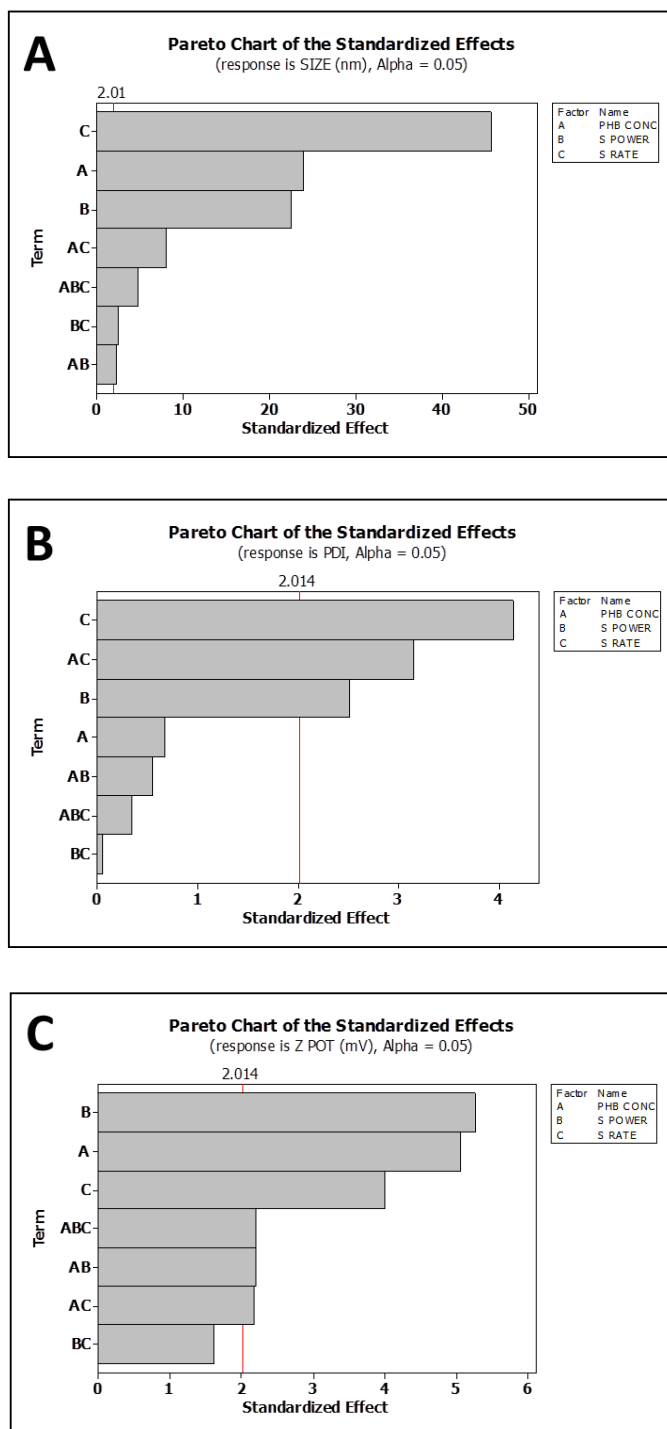 A
Pareto Chart of the Standardized Effects
(response is SIZE (nm), Alpha = 0.05)
2.01
Factor Name
A PHB CONC
B S POWER
C S RATE
Term
C
A
B
AC
ABC
BC
AB
0 10 20 30 40 50
Standardized Effect
B
Pareto Chart of the Standardized Effects
(response is PDI, Alpha = 0.05)
2.014
Factor Name
A PHB CONC
B S POWER
C S RATE
Term
C
AC
B
A
AB
ABC
BC
0 1 2 3 4
Standardized Effect
C
Pareto Chart of the Standardized Effects
(response is Z POT (mV), Alpha = 0.05)
2.014
Factor Name
A PHB CONC
B S POWER
C S RATE
Term
B
A
C
ABC
AB
AC
BC
0 1 2 3 4 5 6
Standardized Effect